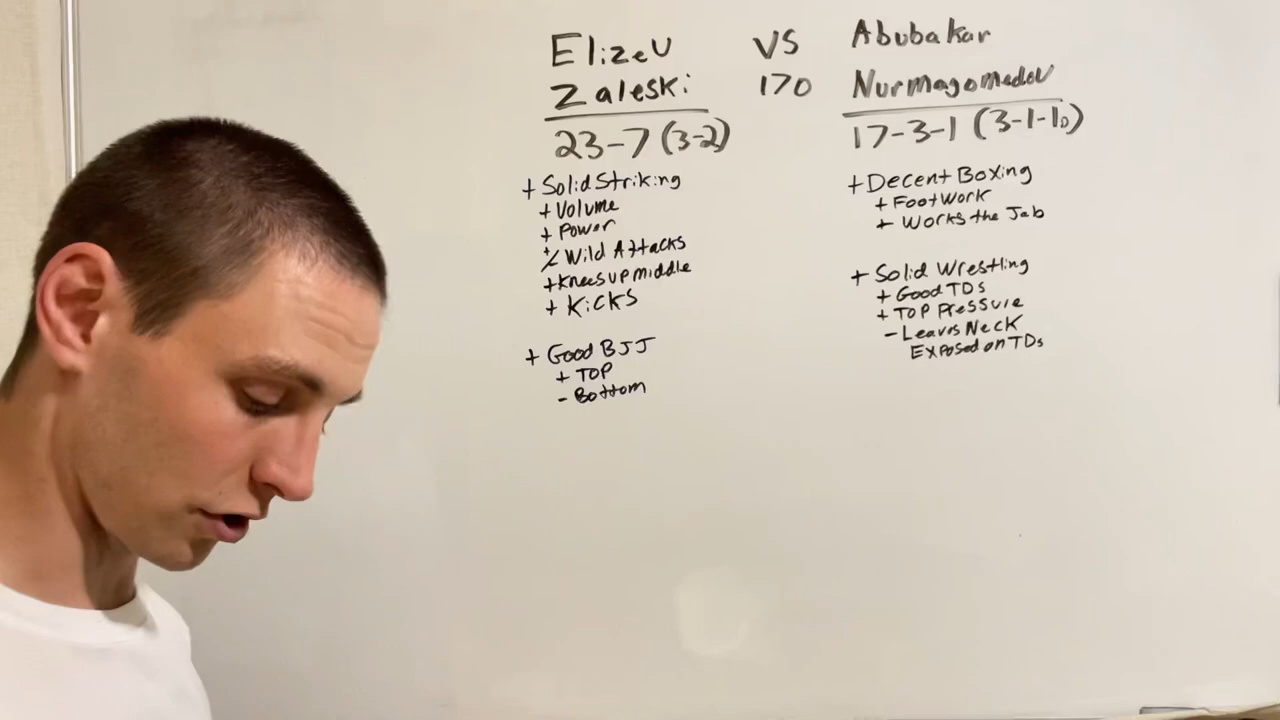 Elizeu
Zaleski
23-7 (3-2)
+ Solid Striking
+ Volume
+ Power
+/- Wild Attacks
+ Knees up middle
+ Kicks
+ Good BJJ
+ TOP
- Bottom
VS
170
Abubakar
Nurmagomedov
17-3-1 (3-1-1D)
+ Decent Boxing
+ FootWork
+ Works the Jab
+ Solid Wrestling
+ Good TDs
+ TOP Pressure
- Leaves Neck
Exposed on TDs